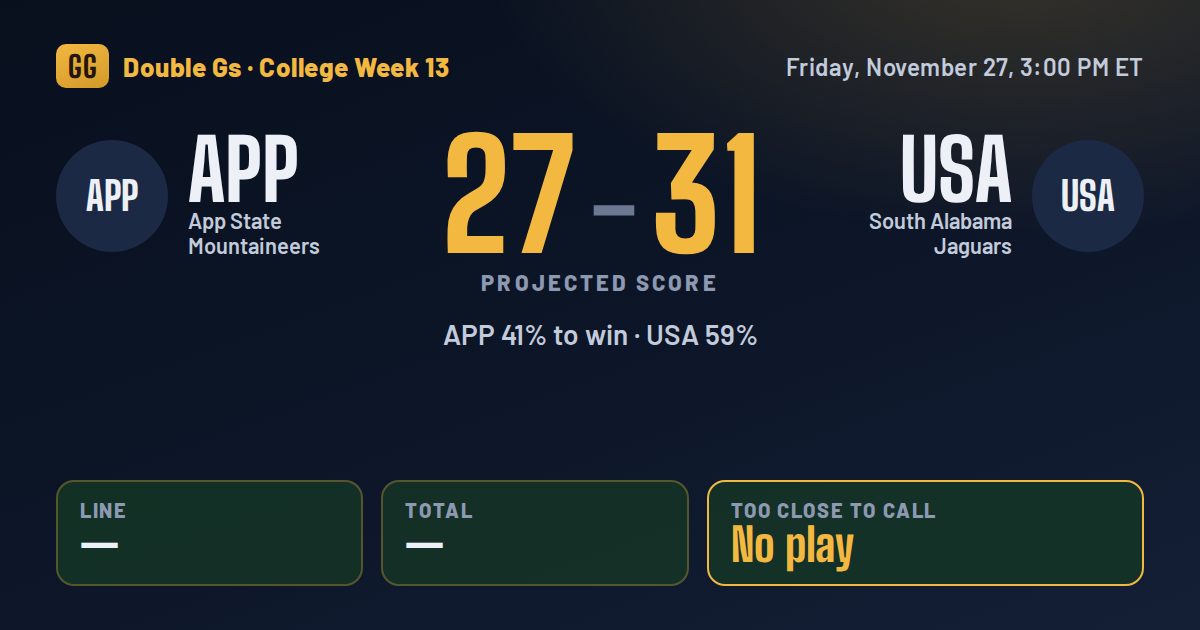 GG
Double Gs · College Week 13
Friday, November 27, 3:00 PM ET
APP
APP
App State
Mountaineers
27 – 31
PROJECTED SCORE
APP 41% to win · USA 59%
USA
South Alabama
Jaguars
USA
LINE
—
TOTAL
—
TOO CLOSE TO CALL
No play